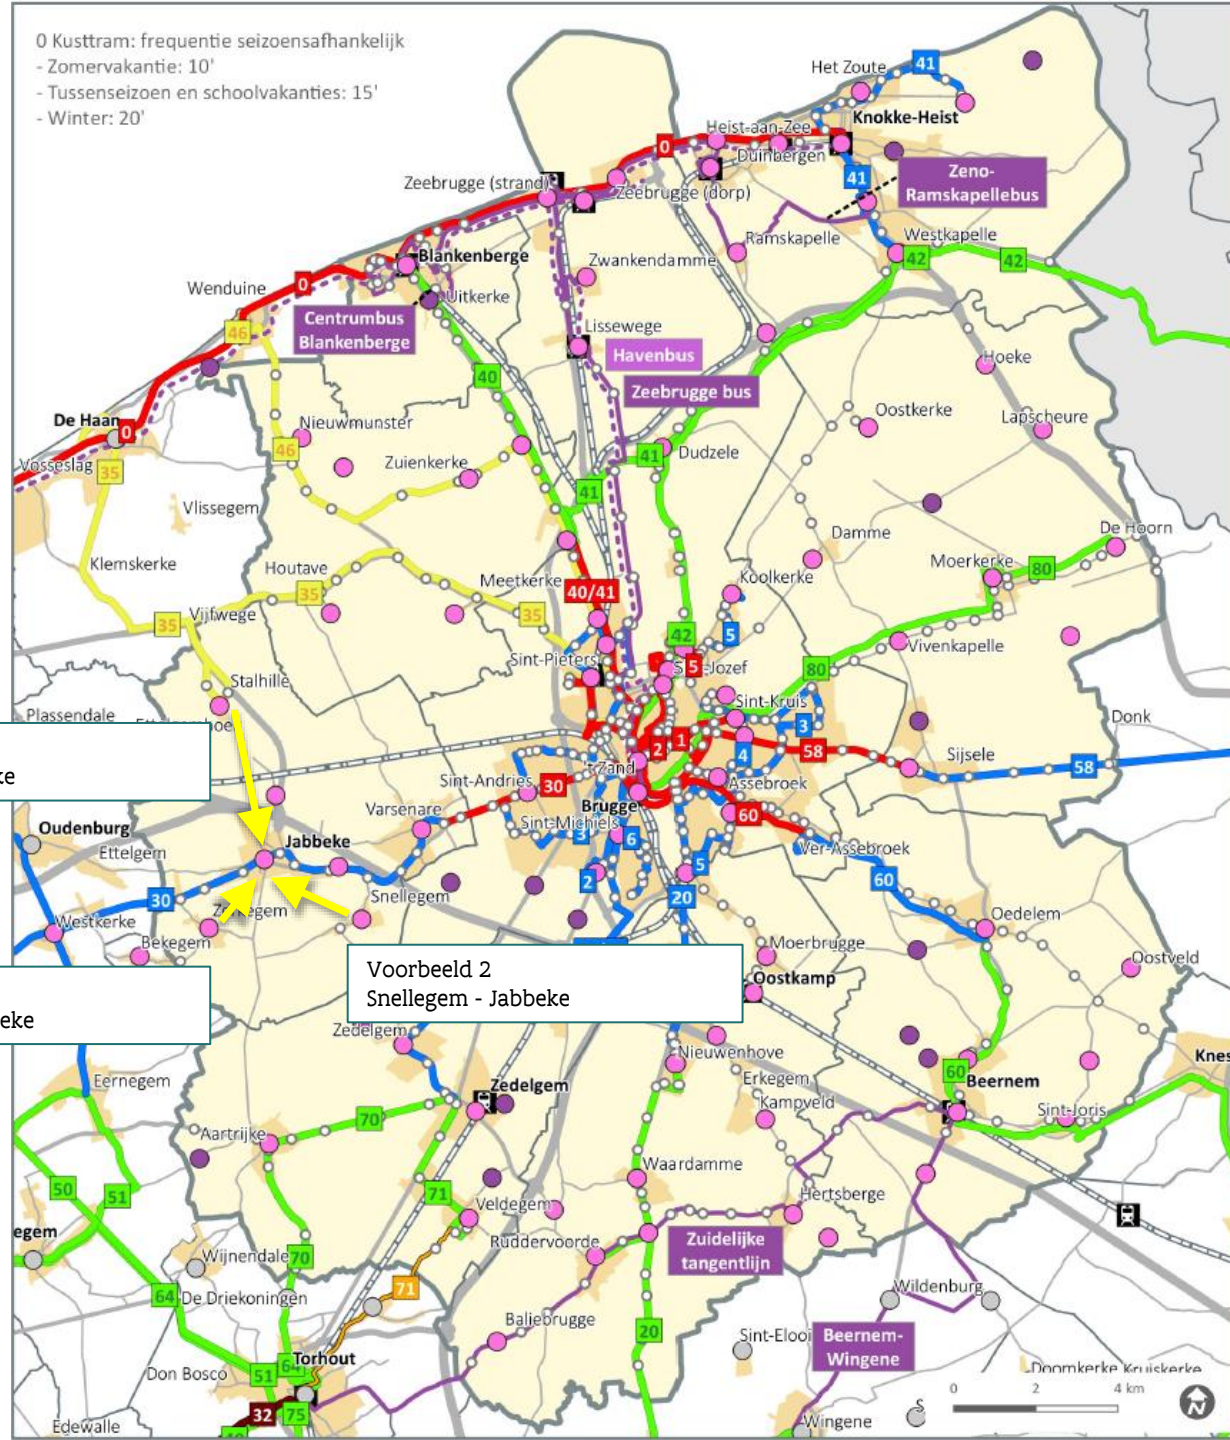 0 Kusttram: frequentie seizoensafhankelijk
- Zomervakantie: 10'
- Tussenseizoen en schoolvakanties: 15'
- Winter: 20'
41
Het Zoute
Knokke-Heist
Heist-aan-Zee
0
Duinbergen
41
Zeno-
Ramskapellebus
Zeebrugge (strand)
Zeebrugge (dorp)
Ramskapelle
Westkapelle
42
42
Blankenberge
Zwankendamme
Wenduine
0
Uitkerke
46
Centrumbus
Blankenberge
Lissewege
Havenbus
Hoeke
40
Zeebrugge bus
De Haan
0
Nieuwmunster
Oostkerke
Lapscheure
46
Vosseslag
35
Zuienkerke
41
Dudzele
41
Vlissegem
Damme
De Hoorn
Klemskerke
Houtave
Meetkerke
Koolkerke
Moerkerke
80
35
40/41
35
Vijfwege
35
5
42
Vivenkapelle
Sint-Pieters
5
80
Stalhille
Sint-Kruis
Plassendale
Donk
3
2
1
4
58
Sijsele
58
't Zand
Sint-Andries
30
Assebroek
Brugge
Varsenare
60
Oudenburg
Sint-Michiels
3
6
Jabbeke
Ver-Assebroek
Ettelgem
5
2
60
20
30
Snellegem
Oedelem
Westkerke
Bekegem
Moerbrugge
Oostveld
Voorbeeld 2
Snellegem - Jabbeke
Oostkamp
Zedelgem
Nieuwenhove
Eernegem
Erkegem
60
Beernem
Zedelgem
Kampveld
Sint-Joris
70
Aartrijke
Waardamme
50
51
71
Veldegem
Hertsberge
Ruddervoorde
Zuidelijke
tangentlijn
Wijnendale
70
71
Wildenburg
64
De Driekoningen
Baliebrugge
20
Sint-Elooi
Beernem-
Wingene
Torhout
Don Bosco
51
64
Doomkerke
Kruiskerke
0 2 4 km
32
75
Edewalle
Wingene
N